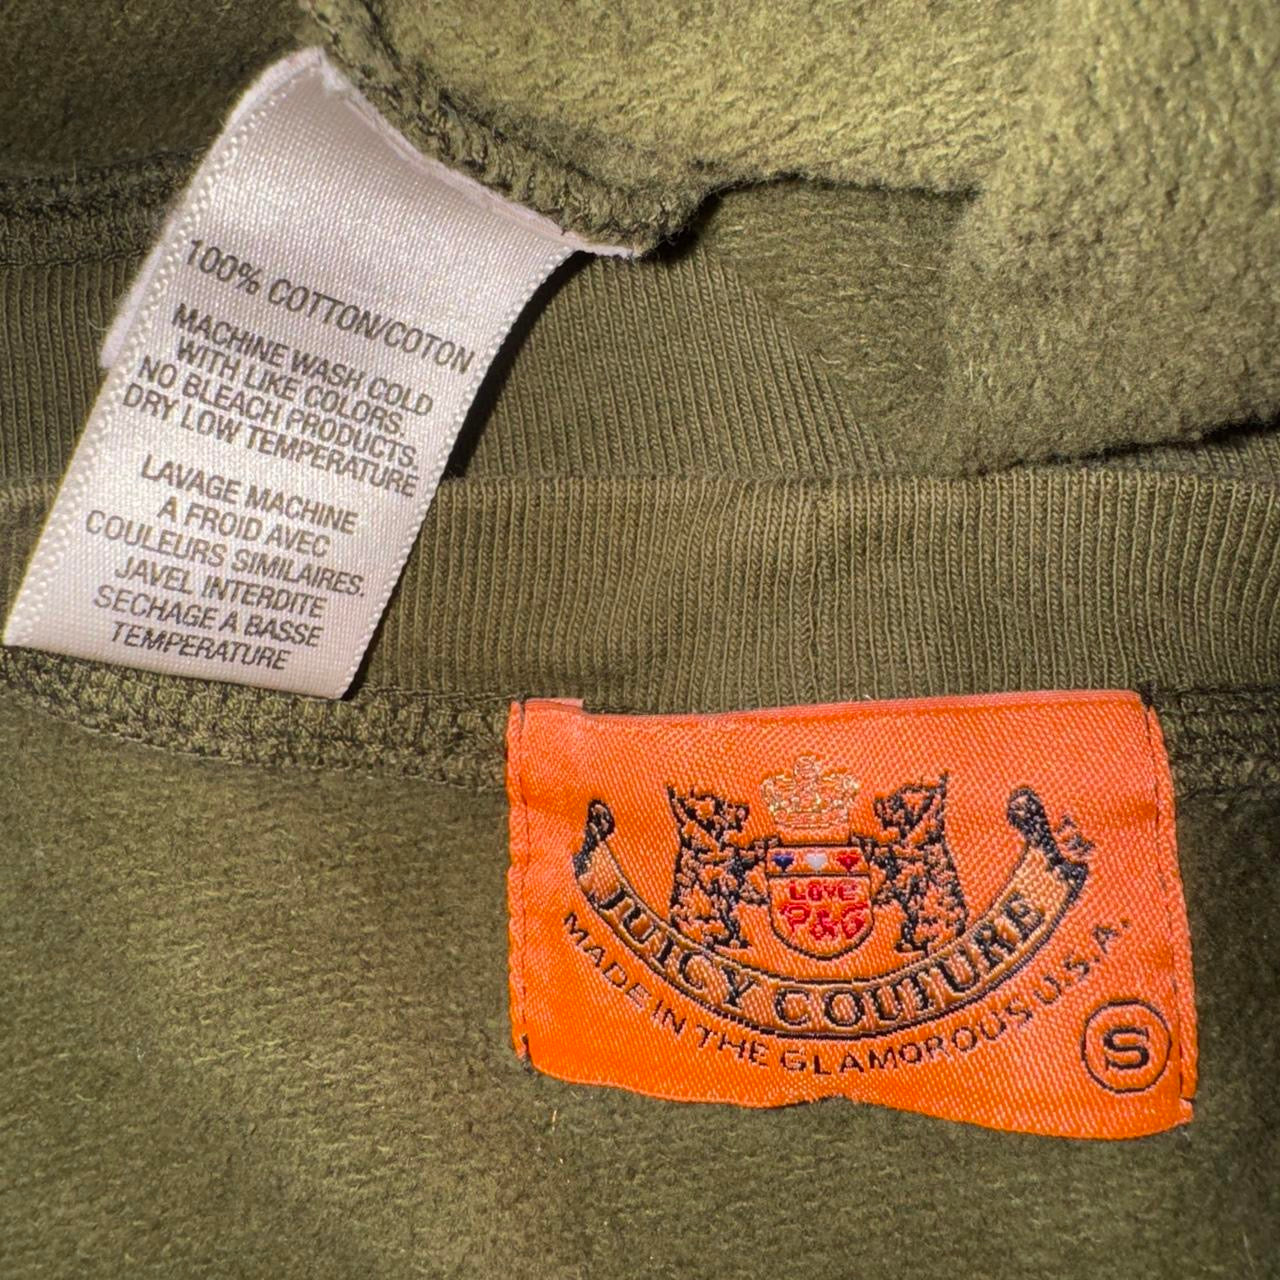 100% COTTON/COTON
MACHINE WASH COLD
WITH LIKE COLORS.
NO BLEACH PRODUCTS.
DRY LOW TEMPERATURE
LAVAGE MACHINE
A FROID AVEC
COULEURS SIMILAIRES.
JAVEL INTERDITE
SECHAGE A BASSE
TEMPERATURE
LOVE
P&G
JUICY COUTURE
MADE IN THE GLAMOROUS U.S.A.
S